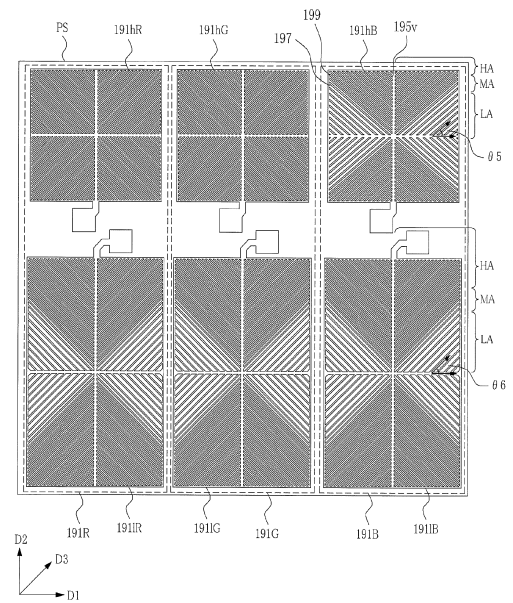 PS
191hR
191hG
199
197
191hB
195v
HA
MA
LA
θ5
HA
MA
LA
θ6
191R
191lR
191lG
191G
191B
191lB
D2
D3
D1